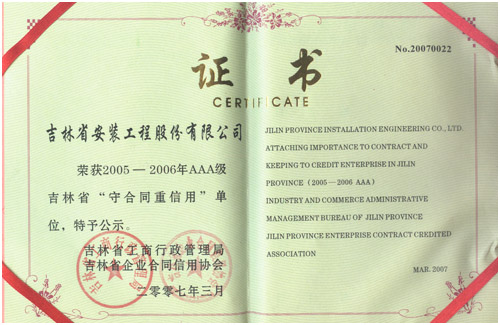 No.20070022
证 书
CERTIFICATE
吉林省安装工程股份有限公司
荣获2005—2006年AAA级
吉林省“守合同重信用”单
位，特予公示。
吉林省工商行政管理局
吉林省企业合同信用协会
二〇〇七年三月
JILIN PROVINCE INSTALLATION ENGINEERING CO., LTD.
ATTACHING IMPORTANCE TO CONTRACT AND
KEEPING TO CREDIT ENTERPRISE IN JILIN
PROVINCE (2005—2006 AAA)
INDUSTRY AND COMMERCE ADMINISTRATIVE
MANAGEMENT BUREAU OF JILIN PROVINCE
JILIN PROVINCE ENTERPRISE CONTRACT CREDITED
ASSOCIATION
MAR. 2007